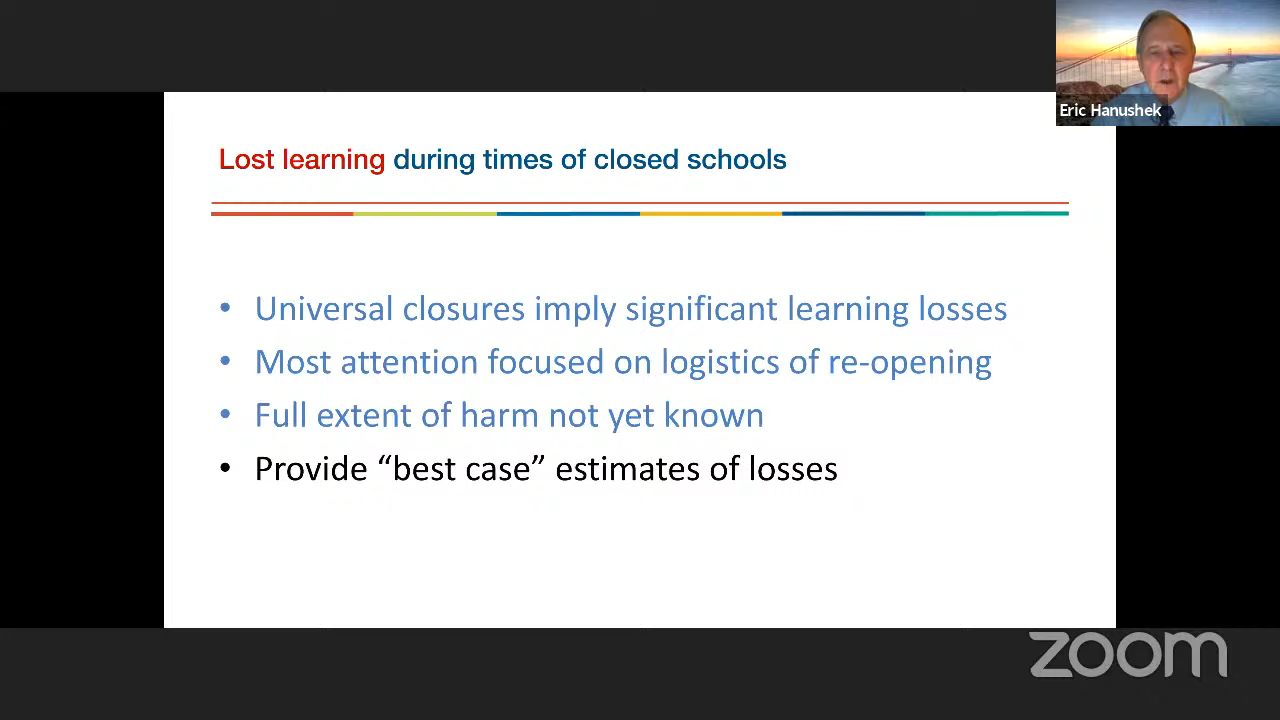 Eric Hanushek
Lost learning during times of closed schools
• Universal closures imply significant learning losses
• Most attention focused on logistics of re-opening
• Full extent of harm not yet known
• Provide “best case” estimates of losses
zoom